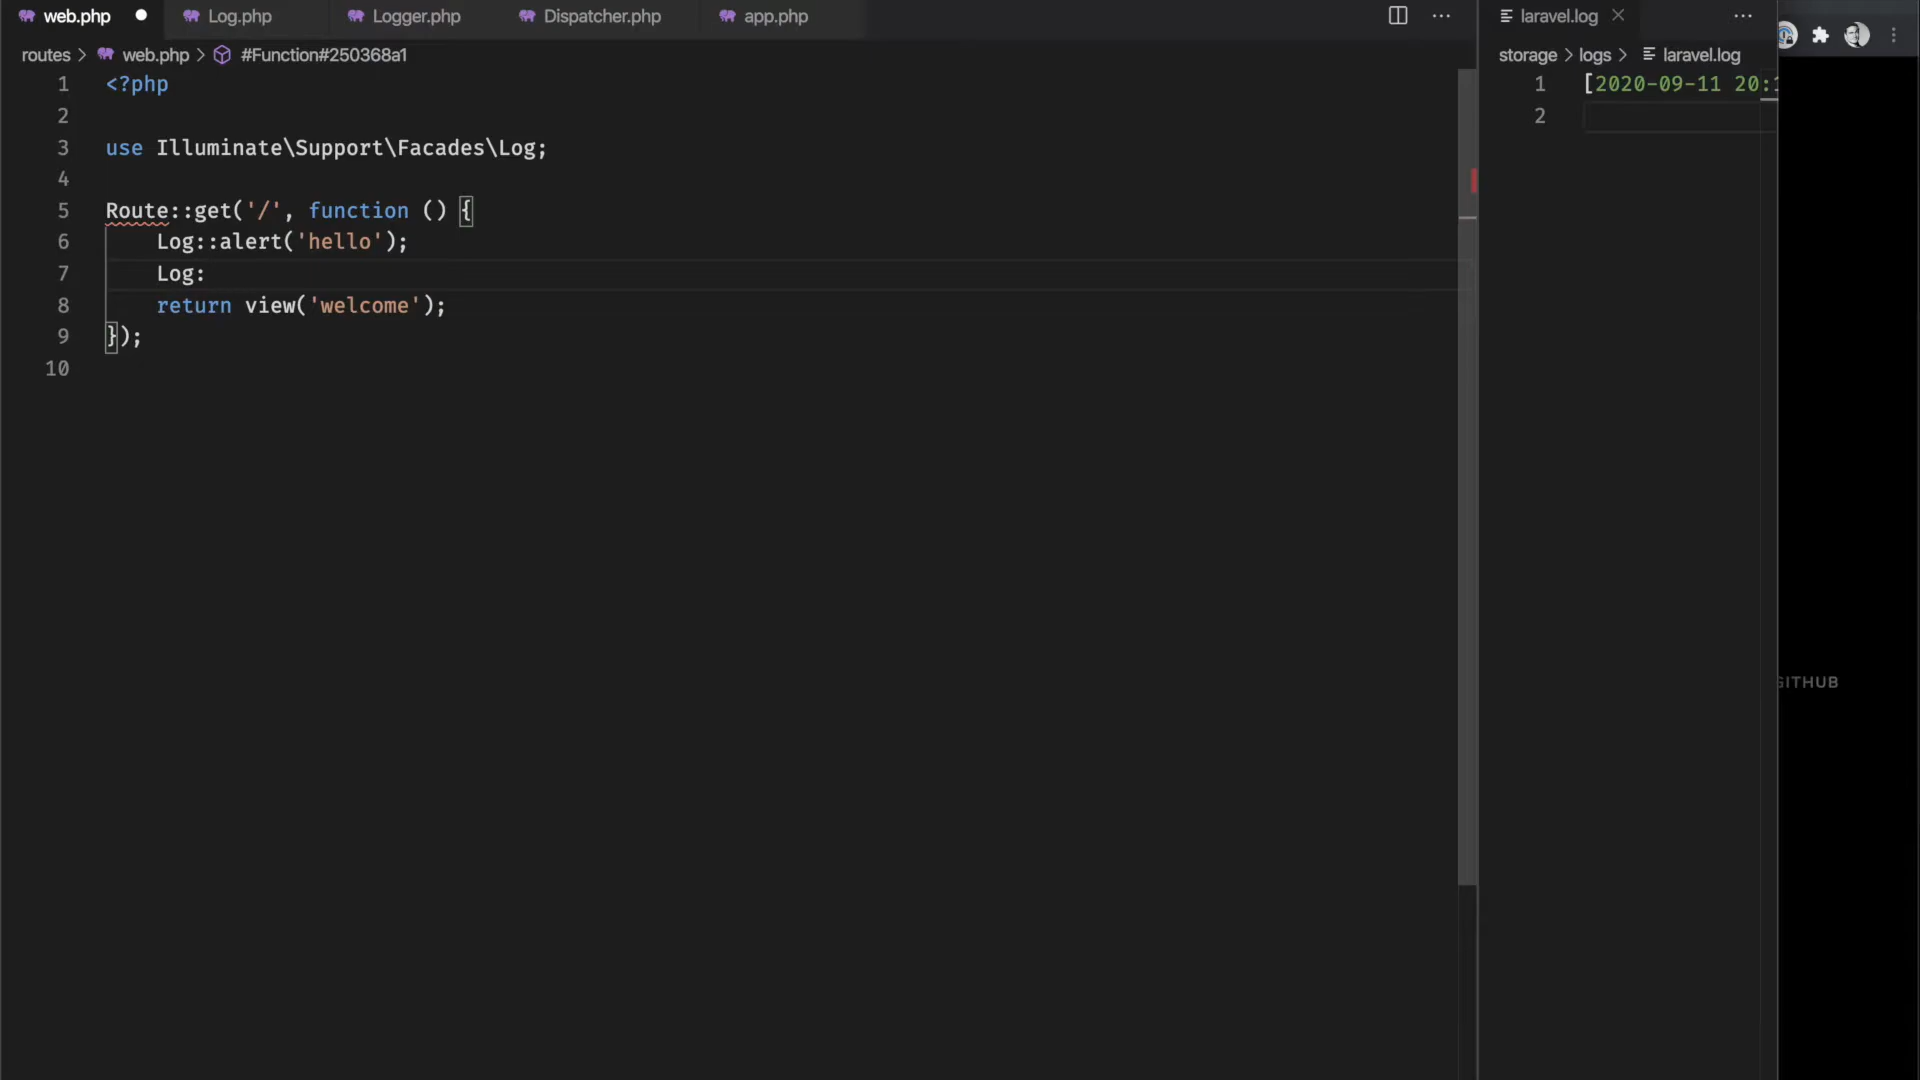 web.php
Log.php
Logger.php
Dispatcher.php
app.php
routes > web.php > #Function#250368a1
1 <?php
2
3 use Illuminate\Support\Facades\Log;
4
5 Route::get('/', function () {
6 Log::alert('hello');
7 Log:
8 return view('welcome');
9 });
10
laravel.log
storage > logs > laravel.log
1 [2020-09-11 20:
2
GITHUB